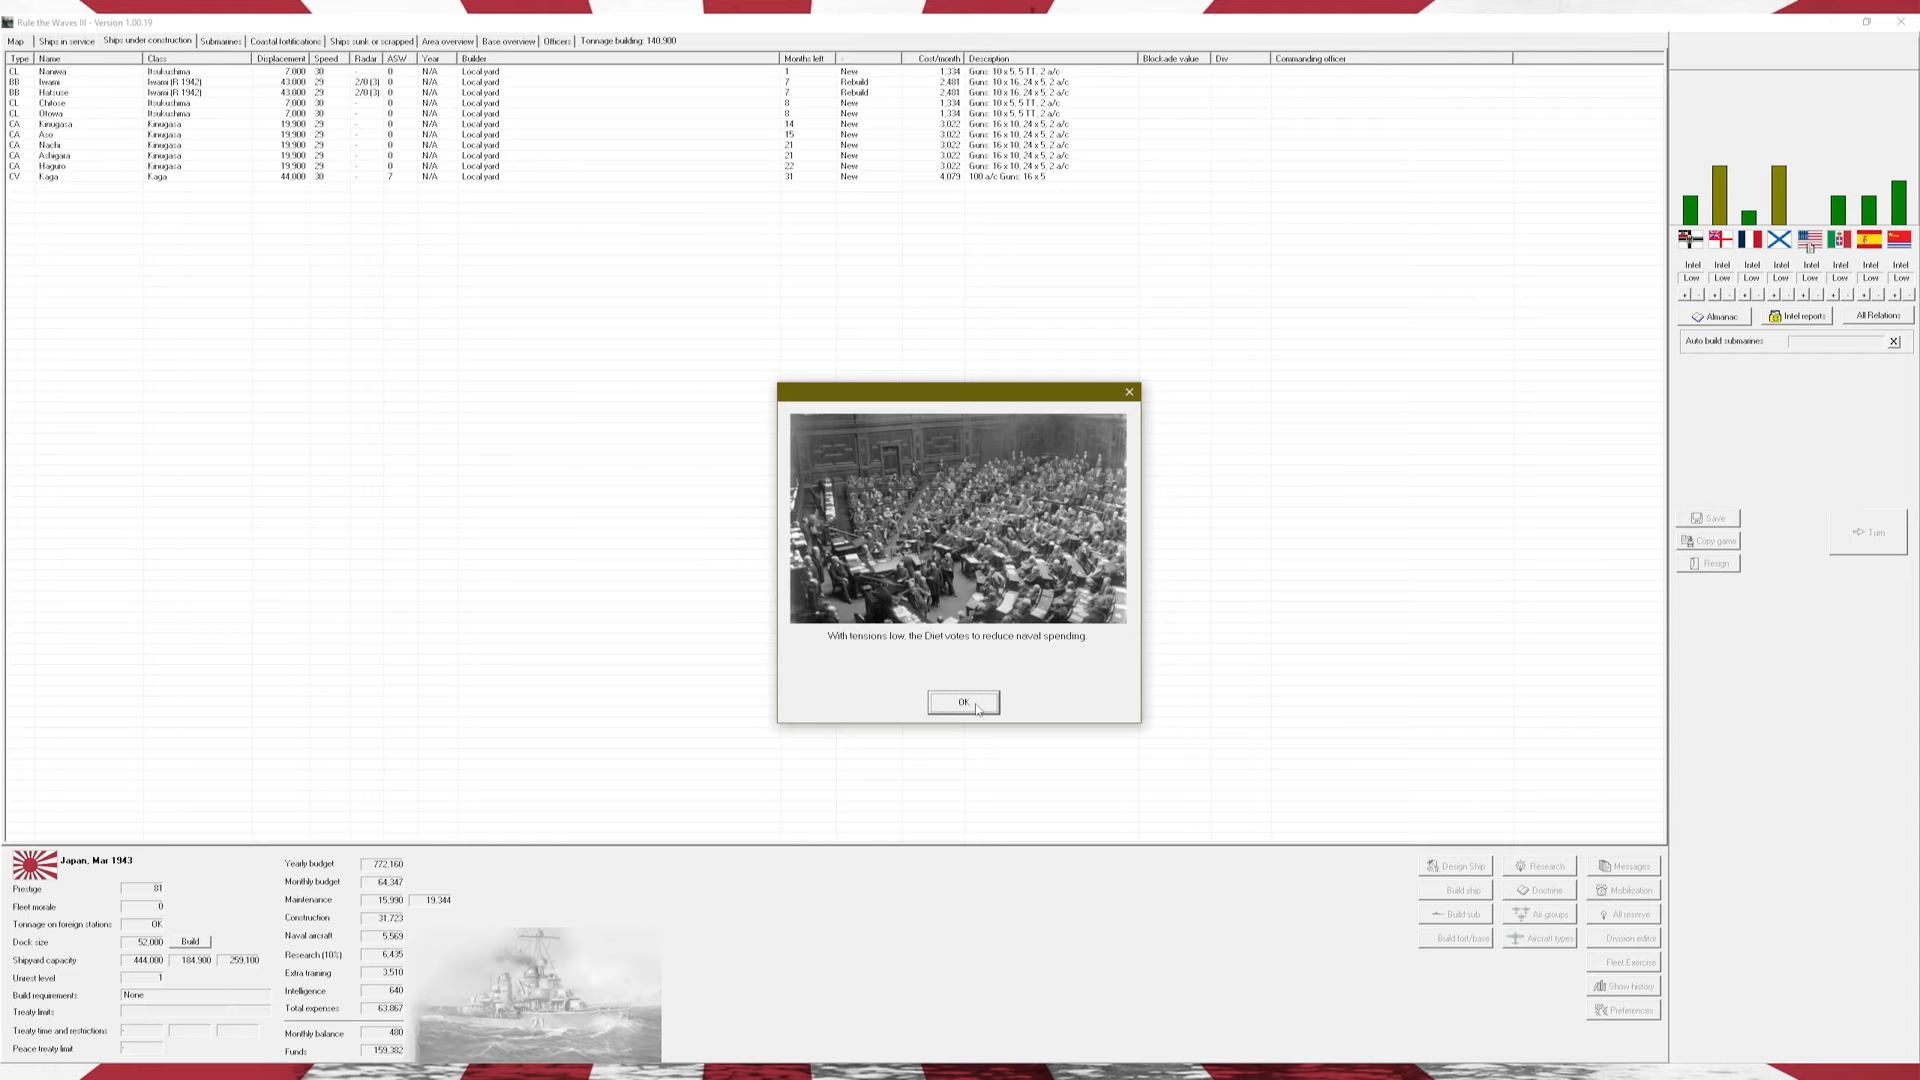 Rule the Waves III - Version 1.00.19
Map Ships in service Ships under construction Submarines Coastal fortifications Ships sunk or scrapped Area overview Base overview Officers Tonnage building: 140,900
Type Name Class Displacement Speed Radar ASW Year Builder Months left - Cost/month Description Blockade value Div Commanding officer
CL Naniwa Itsukushima 7,000 30 - 0 N/A Local yard 1 New 1,334 Guns: 10 x 5, 5 TT, 2 a/c
BB Iwami Iwami (R 1942) 43,000 29 2/0 (3) 0 N/A Local yard 7 Rebuild 2,481 Guns: 10 x 16, 24 x 5, 2 a/c
BB Hatsuse Iwami (R 1942) 43,000 29 2/0 (3) 0 N/A Local yard 7 Rebuild 2,481 Guns: 10 x 16, 24 x 5, 2 a/c
CL Chitose Itsukushima 7,000 30 - 0 N/A Local yard 8 New 1,334 Guns: 10 x 5, 5 TT, 2 a/c
CL Otowa Itsukushima 7,000 30 - 0 N/A Local yard 8 New 1,334 Guns: 10 x 5, 5 TT, 2 a/c
CA Kinugasa Kinugasa 19,900 29 - 0 N/A Local yard 14 New 3,022 Guns: 16 x 10, 24 x 5, 2 a/c
CA Aso Kinugasa 19,900 29 - 0 N/A Local yard 15 New 3,022 Guns: 16 x 10, 24 x 5, 2 a/c
CA Nachi Kinugasa 19,900 29 - 0 N/A Local yard 21 New 3,022 Guns: 16 x 10, 24 x 5, 2 a/c
CA Ashigara Kinugasa 19,900 29 - 0 N/A Local yard 21 New 3,022 Guns: 16 x 10, 24 x 5, 2 a/c
CA Haguro Kinugasa 19,900 29 - 0 N/A Local yard 22 New 3,022 Guns: 16 x 10, 24 x 5, 2 a/c
CV Kaga Kaga 44,000 30 - 7 N/A Local yard 31 New 4,079 100 a/c Guns: 16 x 5
Intel Intel Intel Intel Intel Intel Intel Intel
Low Low Low Low Low Low Low Low
+ - + - + - + - + - + - + - + -
Almanac Intel reports All Relations
Auto build submarines X
With tensions low, the Diet votes to reduce naval spending.
OK
Save
Turn
Copy game
Resign
Japan, Mar 1943
Prestige 81
Fleet morale 0
Tonnage on foreign stations OK
Dock size 52,000 Build
Shipyard capacity 444,000 184,900 259,100
Unrest level 1
Build requirements None
Treaty limits
Treaty time and restrictions -
Peace treaty limit -
Yearly budget 772,160
Monthly budget 64,347
Maintenance 15,990 19,344
Construction 31,723
Naval aircraft 5,569
Research (10%) 6,435
Extra training 3,510
Intelligence 640
Total expenses 63,867
Monthly balance 480
Funds 159,382
Design Ship Research Messages
Build ship Doctrine Mobilization
Build sub Air groups All reserve
Build fort/base Aircraft types Division editor
Fleet Exercise
Show history
Preferences